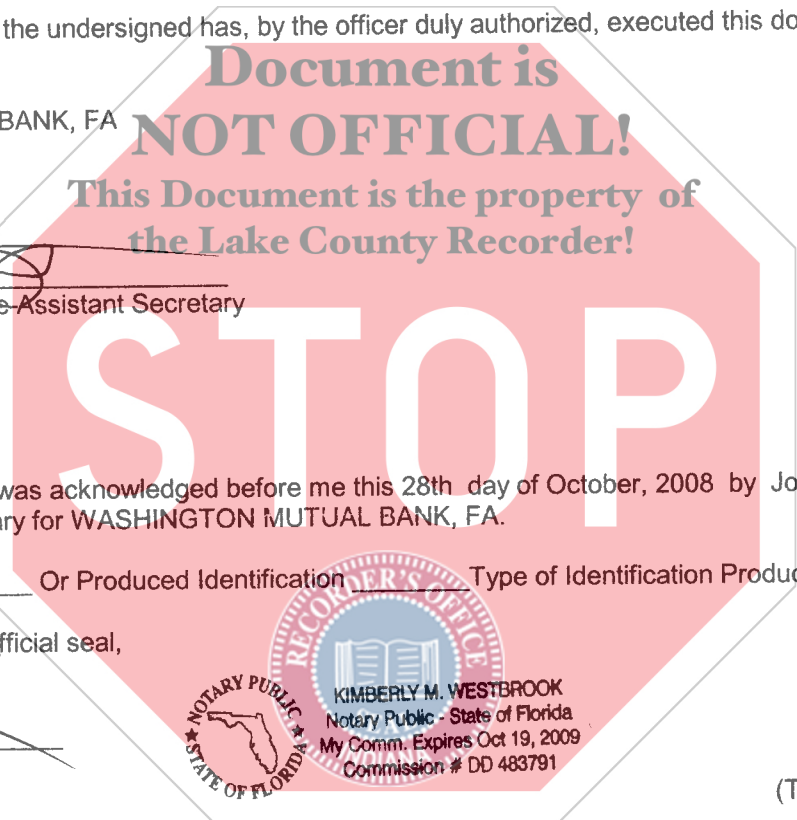 the undersigned has, by the officer duly authorized, executed this do
Document is
BANK, FA
NOT OFFICIAL!
This Document is the property of
the Lake County Recorder!
Assistant Secretary
STOP
was acknowledged before me this 28th day of October, 2008 by Jo
ry for WASHINGTON MUTUAL BANK, FA.
Or Produced Identification Type of Identification Produc
fficial seal,
RECORDER'S OFFICE
SEAL
INDIANA
NOTARY PUBLIC
STATE OF FLORIDA
KIMBERLY M. WESTBROOK
Notary Public - State of Florida
My Comm. Expires Oct 19, 2009
Commission # DD 483791
(T